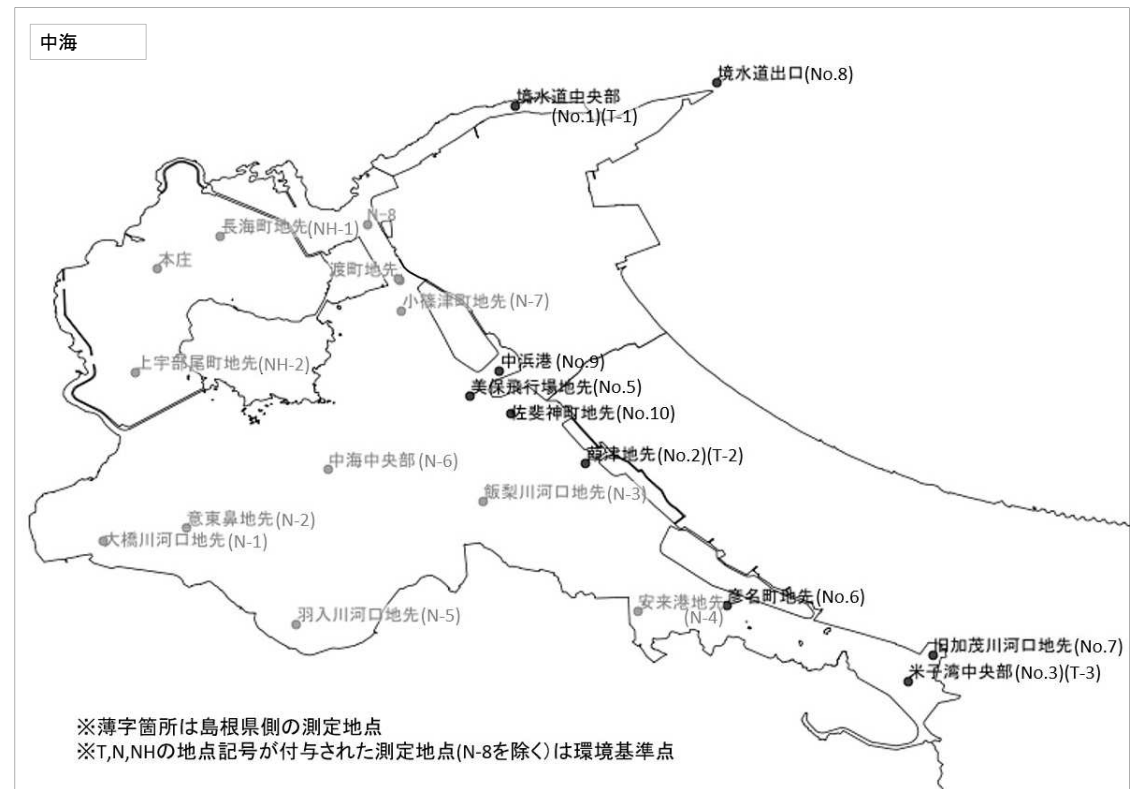 中海
境水道出口(No.8)
境水道中央部
(No.1)(T-1)
N-8
長海町地先(NH-1)
本庄
渡町地先
小篠津町地先(N-7)
中浜港(No.9)
上宇部尾町地先(NH-2)
美保飛行場地先(No.5)
佐斐神町地先(No.10)
葭津地先(No.2)(T-2)
中海中央部(N-6)
飯梨川河口地先(N-3)
意東鼻地先(N-2)
大橋川河口地先(N-1)
彦名町地先(No.6)
安来港地先
(N-4)
羽入川河口地先(N-5)
旧加茂川河口地先(No.7)
米子湾中央部(No.3)(T-3)
※薄字箇所は島根県側の測定地点
※T,N,NHの地点記号が付与された測定地点(N-8を除く)は環境基準点